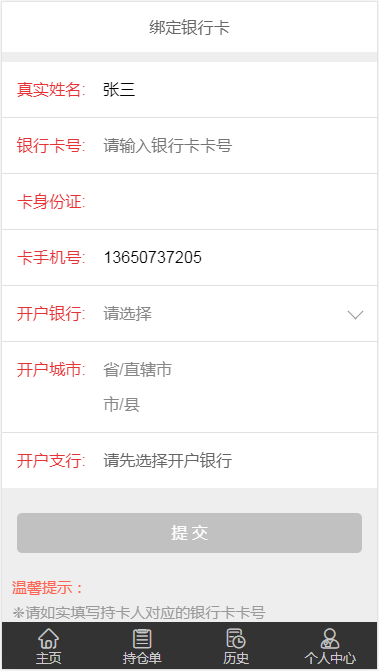 绑定银行卡
真实姓名: 张三
银行卡号: 请输入银行卡卡号
卡身份证:
卡手机号: 13650737205
开户银行: 请选择
开户城市: 省/直辖市
市/县
开户支行: 请先选择开户银行
提 交
温馨提示：
※请如实填写持卡人对应的银行卡卡号
主页 持仓单 历史 个人中心